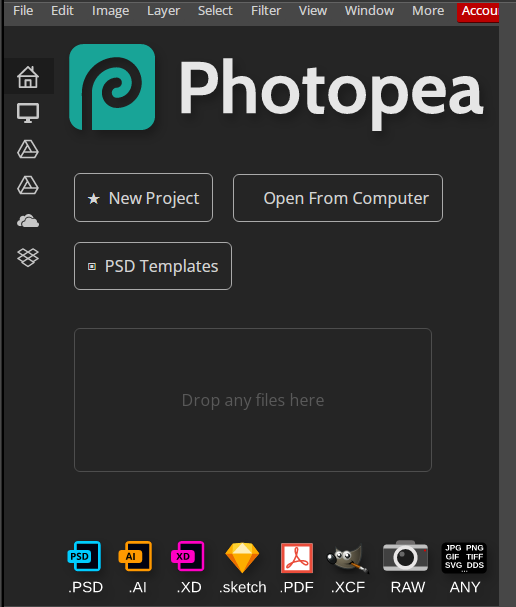 File Edit Image Layer Select Filter View Window More Accou
Photopea
New Project Open From Computer
PSD Templates
Drop any files here
PSD AI XD JPG PNG
GIF TIFF
SVG DDS
...
.PSD .AI .XD .sketch .PDF .XCF RAW ANY